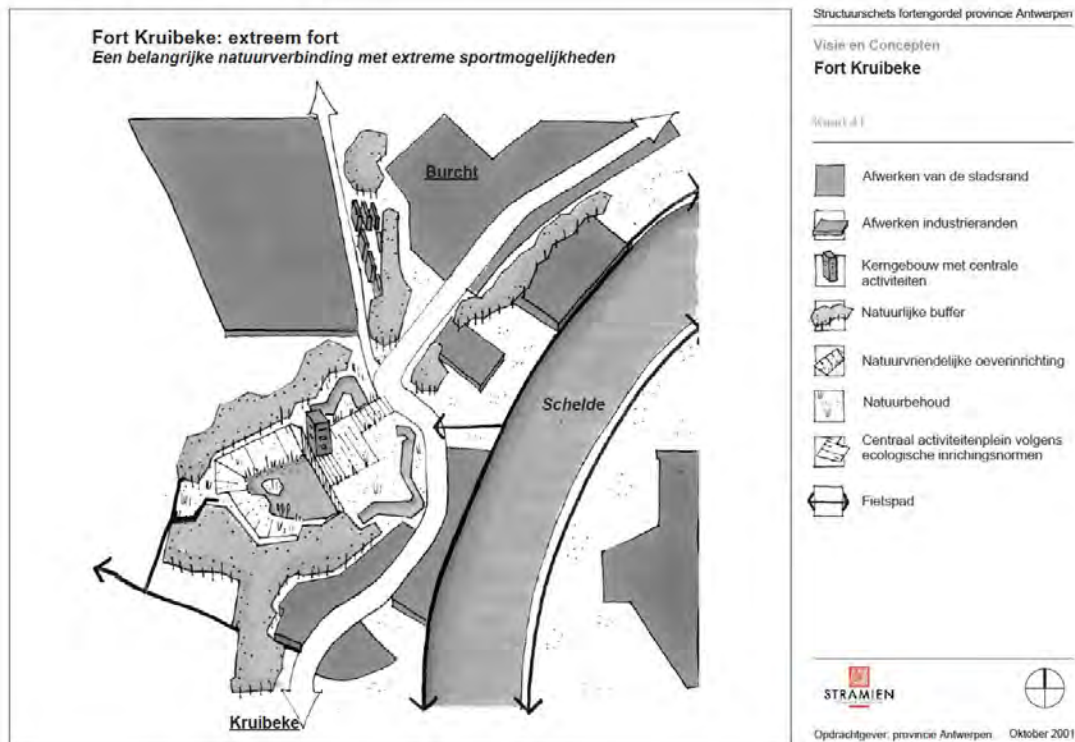 Fort Kruibeke: extreem fort
Een belangrijke natuurverbinding met extreme sportmogelijkheden
Burcht
Schelde
Kruibeke
Structuurschets fortengordel provincie Antwerpen
Visie en Concepten
Fort Kruibeke
Afwerken van de stadsrand
Afwerken industrieranden
Kerngebouw met centrale
activiteiten
Natuurlijke buffer
Natuurvriendelijke oeverinrichting
Natuurbehoud
Centraal activiteitenplein volgens
ecologische inrichingsnormen
Fietspad
STRAMIEN
Opdrachtgever: provincie Antwerpen Oktober 2001